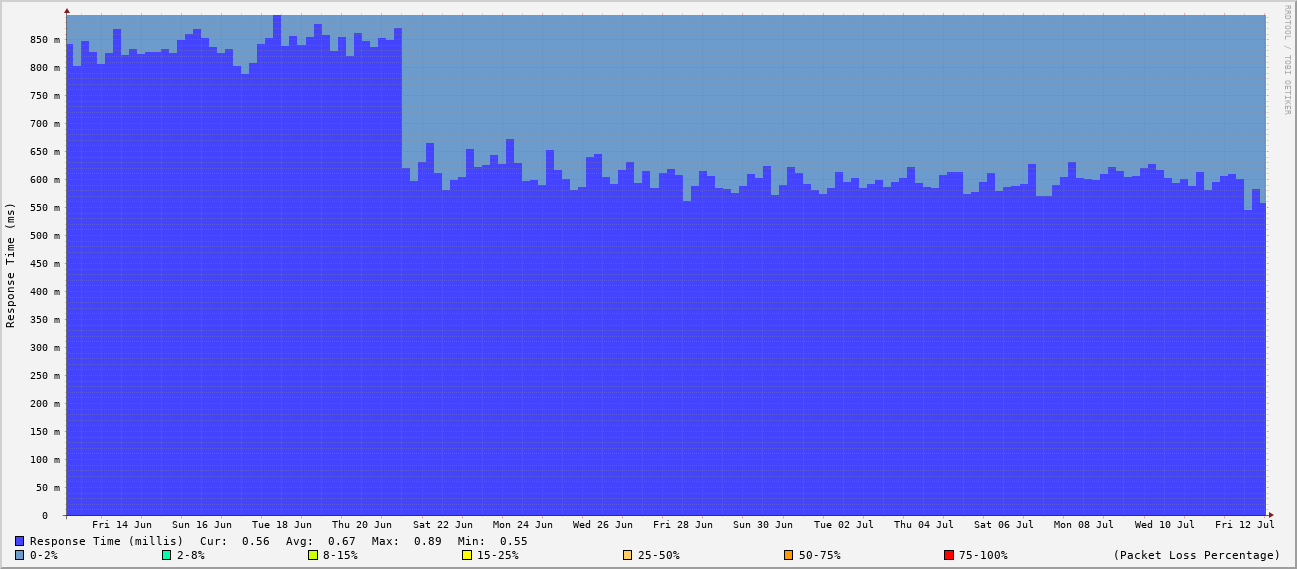 RRDTOOL / TOBI OETIKER
Response Time (ms)
850 m
800 m
750 m
700 m
650 m
600 m
550 m
500 m
450 m
400 m
350 m
300 m
250 m
200 m
150 m
100 m
50 m
0
Fri 14 Jun Sun 16 Jun Tue 18 Jun Thu 20 Jun Sat 22 Jun Mon 24 Jun Wed 26 Jun Fri 28 Jun Sun 30 Jun Tue 02 Jul Thu 04 Jul Sat 06 Jul Mon 08 Jul Wed 10 Jul Fri 12 Jul
Response Time (millis) Cur: 0.56 Avg: 0.67 Max: 0.89 Min: 0.55
0-2% 2-8% 8-15% 15-25% 25-50% 50-75% 75-100% (Packet Loss Percentage)